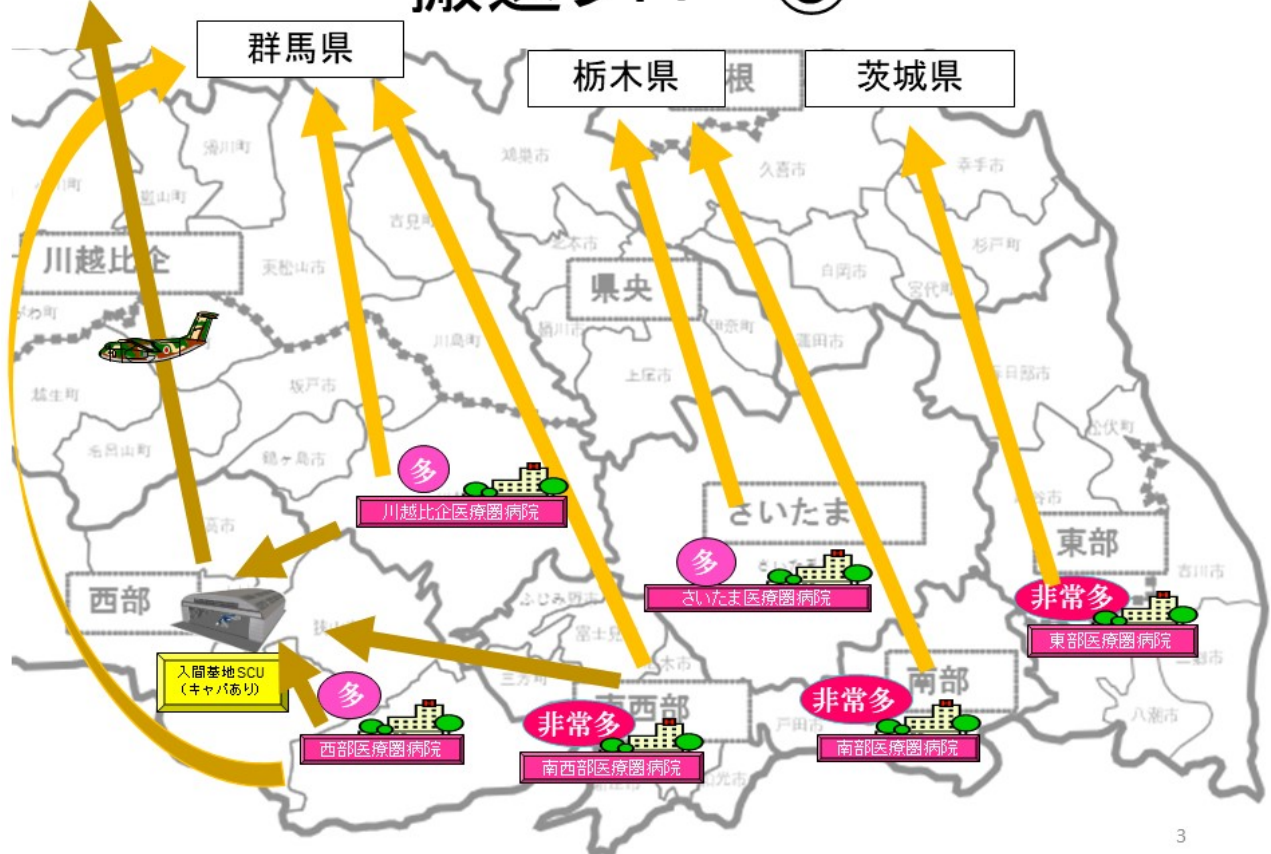 群馬県
栃木県
根
茨城県
滑川町
鴻巣市
久喜市
幸手市
嵐山町
吉見町
川越比企
東松山市
北本市
杉戸町
県央
白岡市
宮代町
桶川市
伊奈町
川島町
蓮田市
越生町
坂戸市
上尾市
春日部市
毛呂山町
鶴ヶ島市
松伏町
多
川越比企医療圏病院
さいたま
東部
多
さいたま医療圏病院
吉川市
西部
ふじみ野市
富士見
非常多
東部医療圏病院
三郷市
狭山
入間基地SCU
(キャパあり)
多
西部医療圏病院
三芳町
南西部
非常多
南西部医療圏病院
戸田市
南部
非常多
南部医療圏病院
八潮市
和光市
3